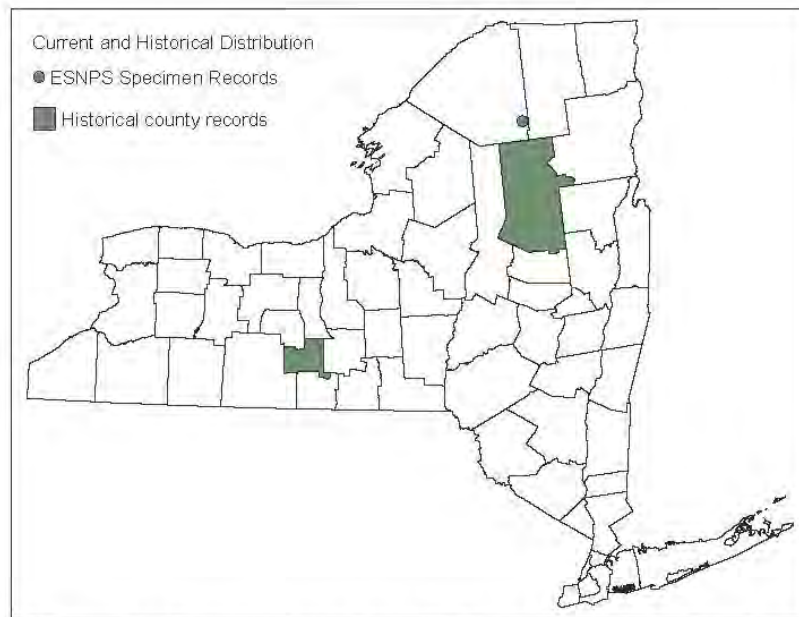 Current and Historical Distribution
ESNPS Specimen Records
Historical county records